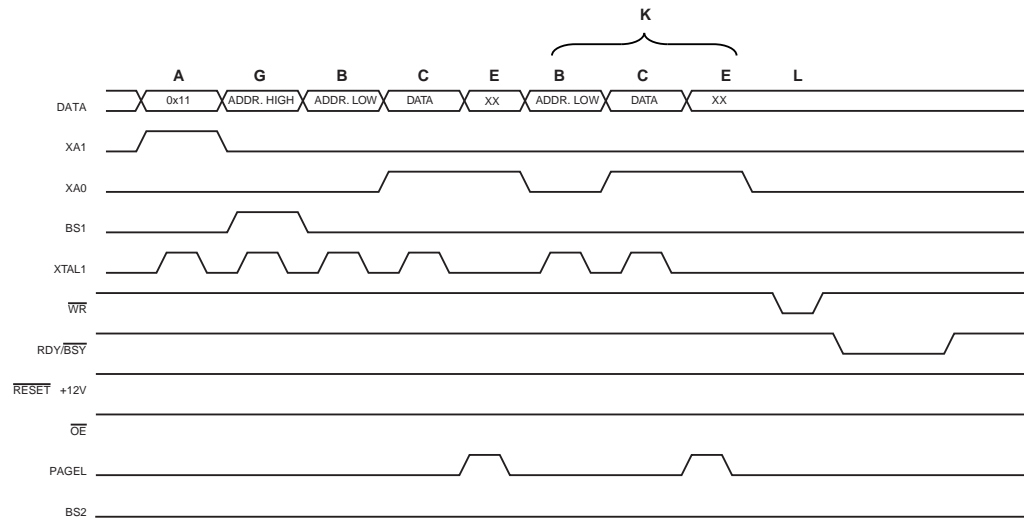 K
A G B C E B C E L
DATA 0x11 ADDR. HIGH ADDR. LOW DATA XX ADDR. LOW DATA XX
XA1
XA0
BS1
XTAL1
WR
RDY/BSY
RESET +12V
OE
PAGEL
BS2